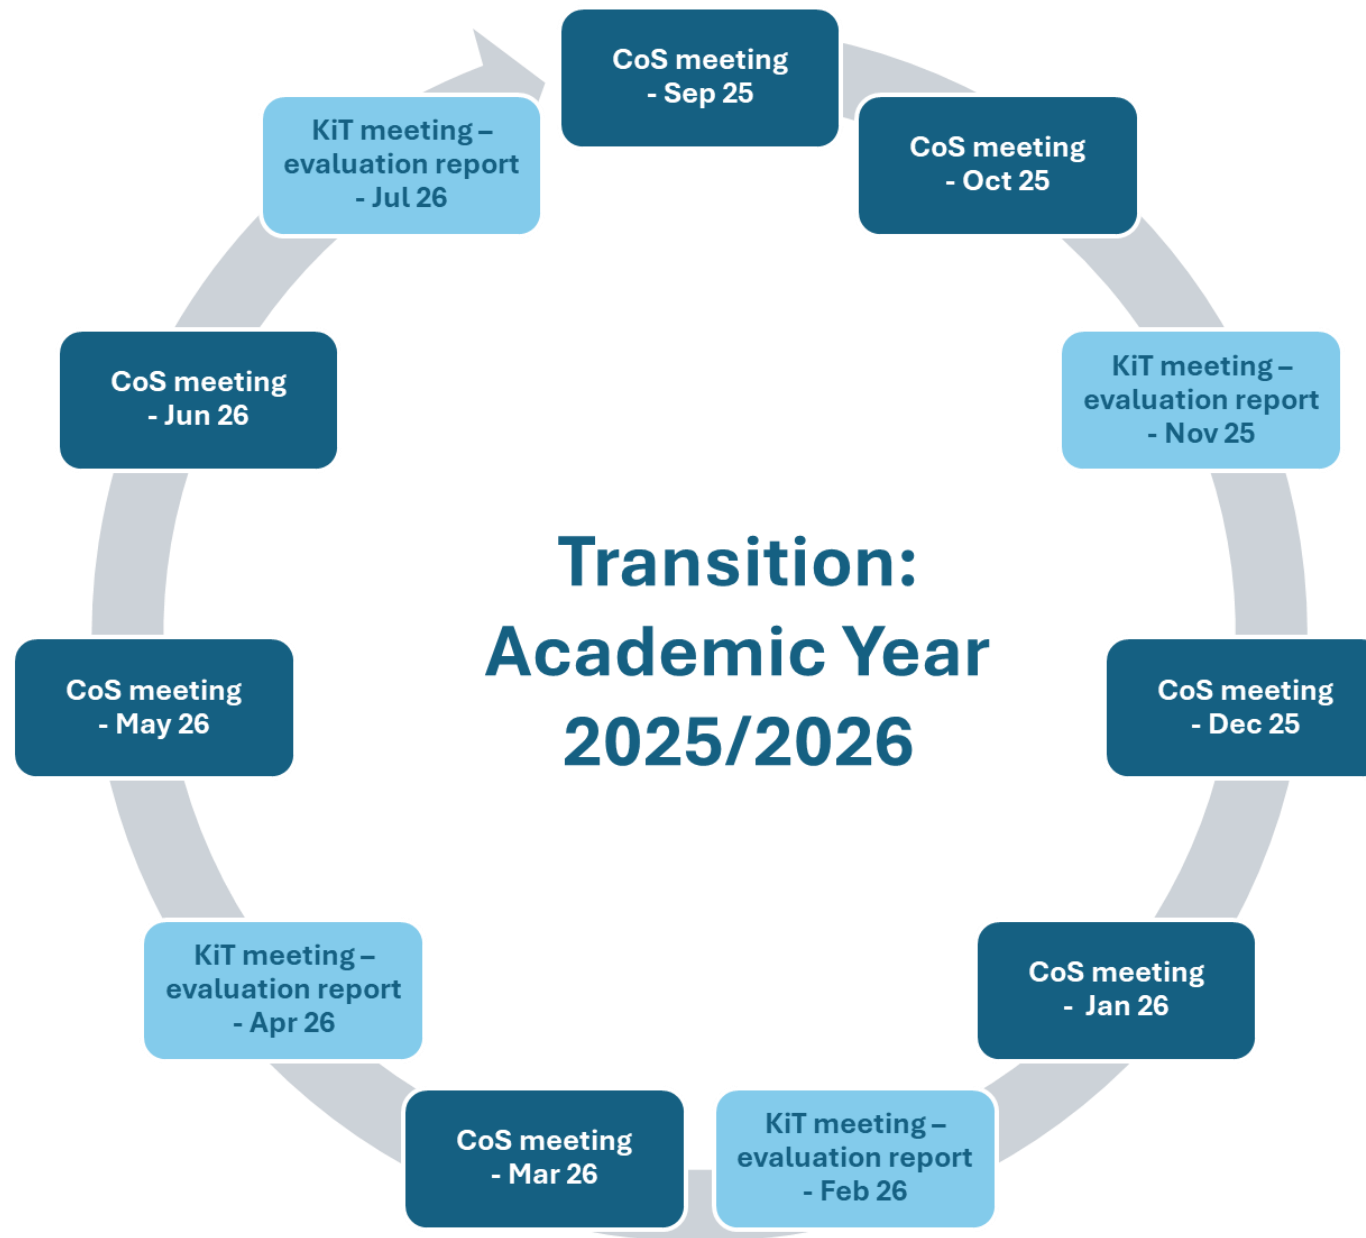 CoS meeting
- Sep 25
CoS meeting
- Oct 25
KiT meeting –
evaluation report
- Nov 25
CoS meeting
- Dec 25
CoS meeting
-  Jan 26
KiT meeting –
evaluation report
- Feb 26
CoS meeting
- Mar 26
KiT meeting –
evaluation report
- Apr 26
CoS meeting
- May 26
CoS meeting
- Jun 26
KiT meeting –
evaluation report
- Jul 26
Transition:
Academic Year
2025/2026